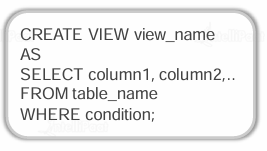 CREATE VIEW view_name
AS
SELECT column1, column2,..
FROM table_name
WHERE condition;